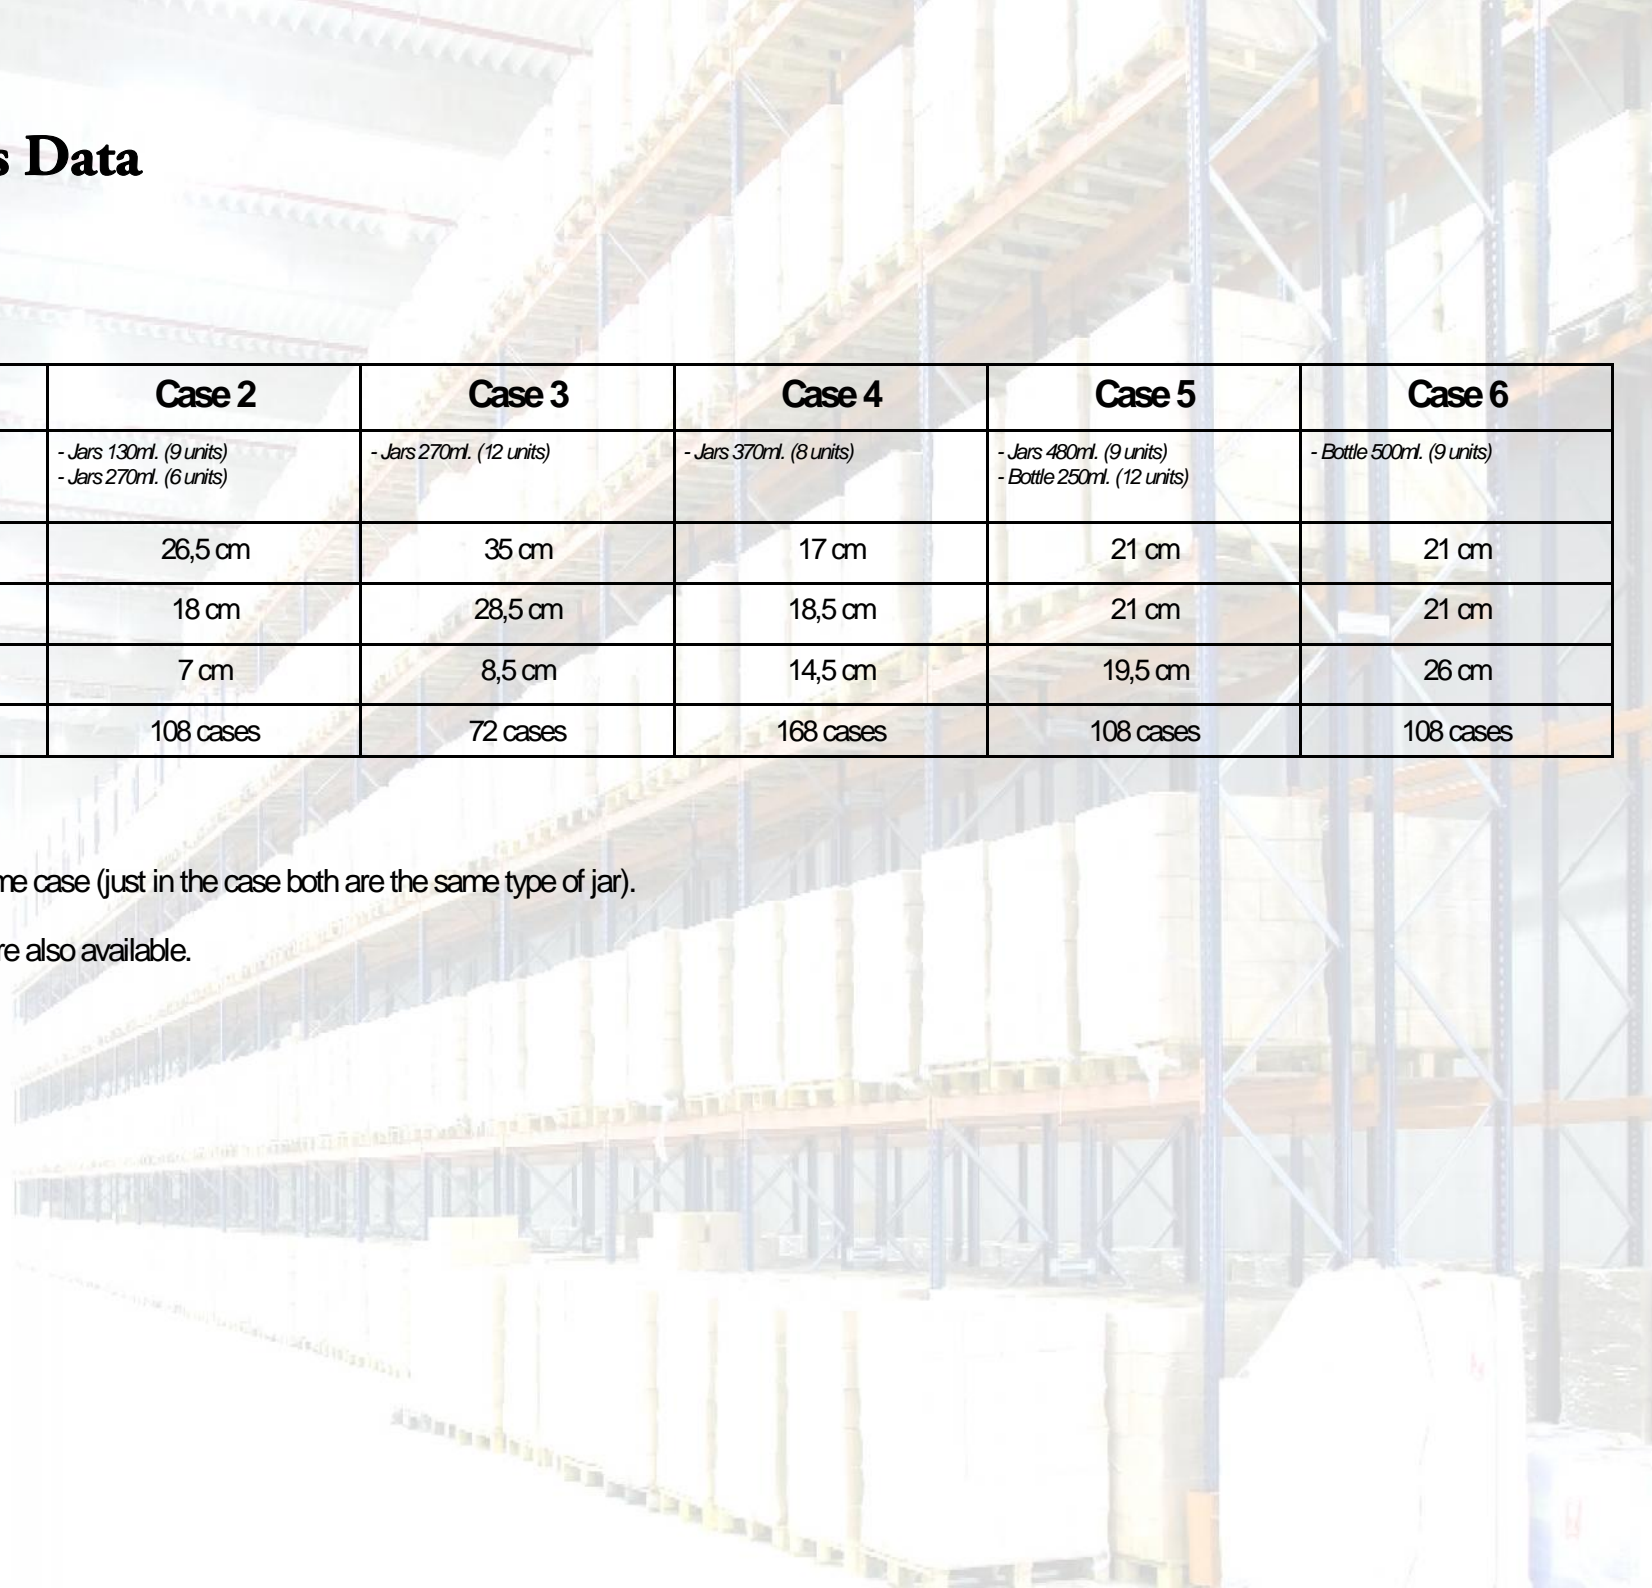 s Data
Case 2 Case 3 Case 4 Case 5 Case 6
- Jars 130ml. (9 units) - Jars 270ml. (12 units) - Jars 370ml. (8 units) - Jars 480ml. (9 units) - Bottle 500ml. (9 units)
- Jars 270ml. (6 units) - Bottle 250ml. (12 units)
26,5 cm 35 cm 17 cm 21 cm 21 cm
18 cm 28,5 cm 18,5 cm 21 cm 21 cm
7 cm 8,5 cm 14,5 cm 19,5 cm 26 cm
108 cases 72 cases 168 cases 108 cases 108 cases
me case (just in the case both are the same type of jar).
re also available.